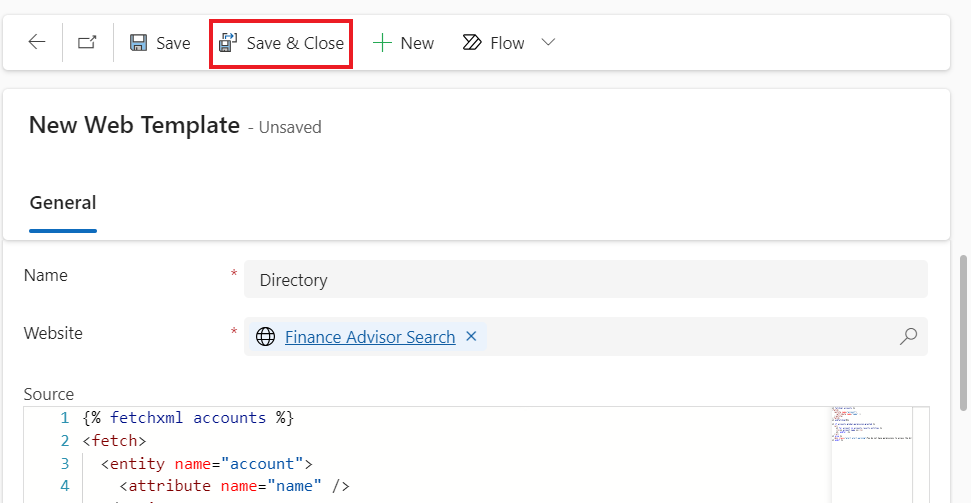 Save Save & Close New Flow
New Web Template - Unsaved
General
Name * Directory
Website * Finance Advisor Search
Source
1 {% fetchxml accounts %}
2 <fetch>
3 <entity name="account">
4 <attribute name="name" />